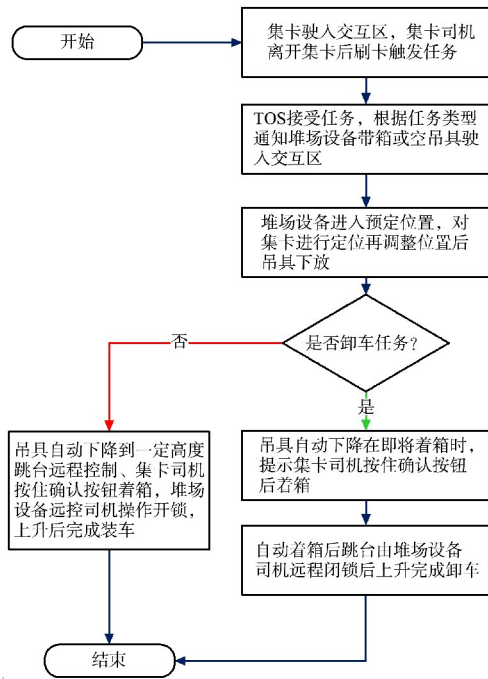 开始
集卡驶入交互区，集卡司机
离开集卡后刷卡触发任务
TOS接受任务，根据任务类型
通知堆场设备带箱或空吊具驶
入交互区
堆场设备进入预定位置，对
集卡进行定位再调整位置后
吊具下放
是否卸车任务？
否
是
吊具自动下降到一定高度
跳台远程控制、集卡司机
按住确认按钮着箱，堆场
设备远控司机操作开锁，
上升后完成装车
吊具自动下降在即将着箱时，
提示集卡司机按住确认按钮
后若箱
自动着箱后跳台由堆场设备
司机远程闭锁后上升完成卸车
结束